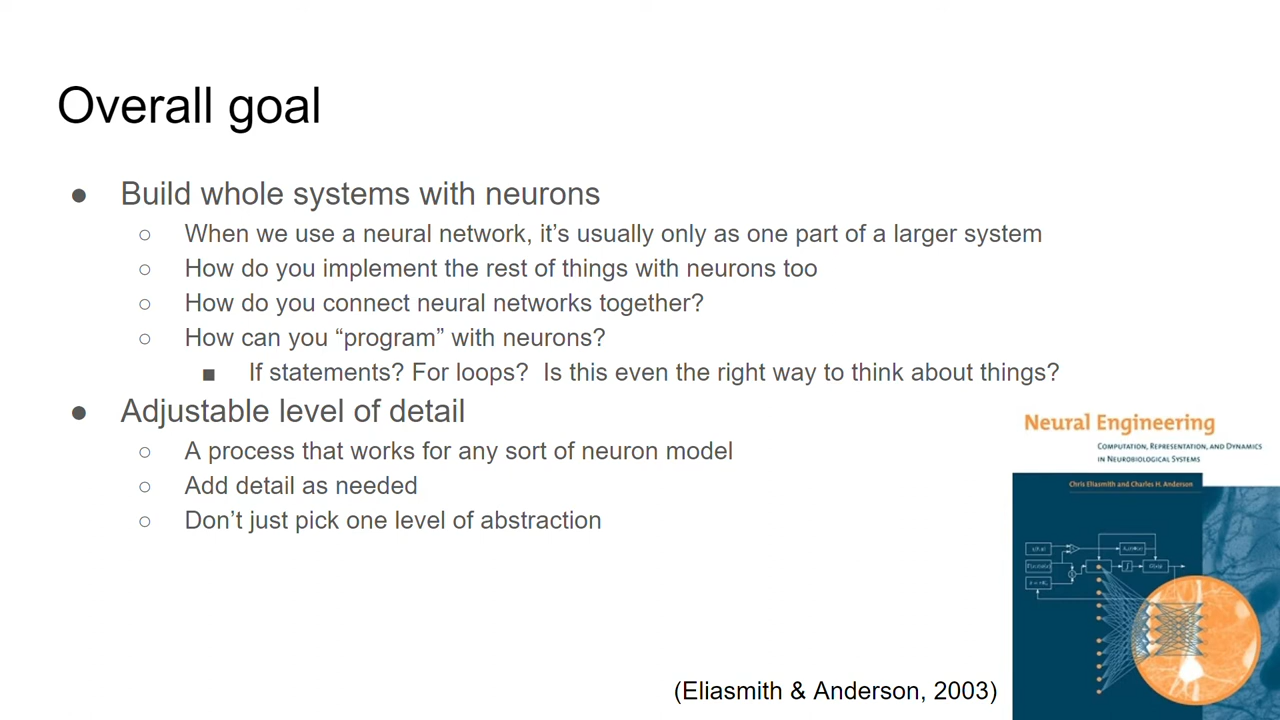 Overall goal
● Build whole systems with neurons
○ When we use a neural network, it’s usually only as one part of a larger system
○ How do you implement the rest of things with neurons too
○ How do you connect neural networks together?
○ How can you “program” with neurons?
■ If statements? For loops?  Is this even the right way to think about things?
● Adjustable level of detail
○ A process that works for any sort of neuron model
○ Add detail as needed
○ Don’t just pick one level of abstraction
Neural Engineering
Computation, Representation, and Dynamics
in Neurobiological Systems
Chris Eliasmith and Charles H. Anderson
(Eliasmith & Anderson, 2003)